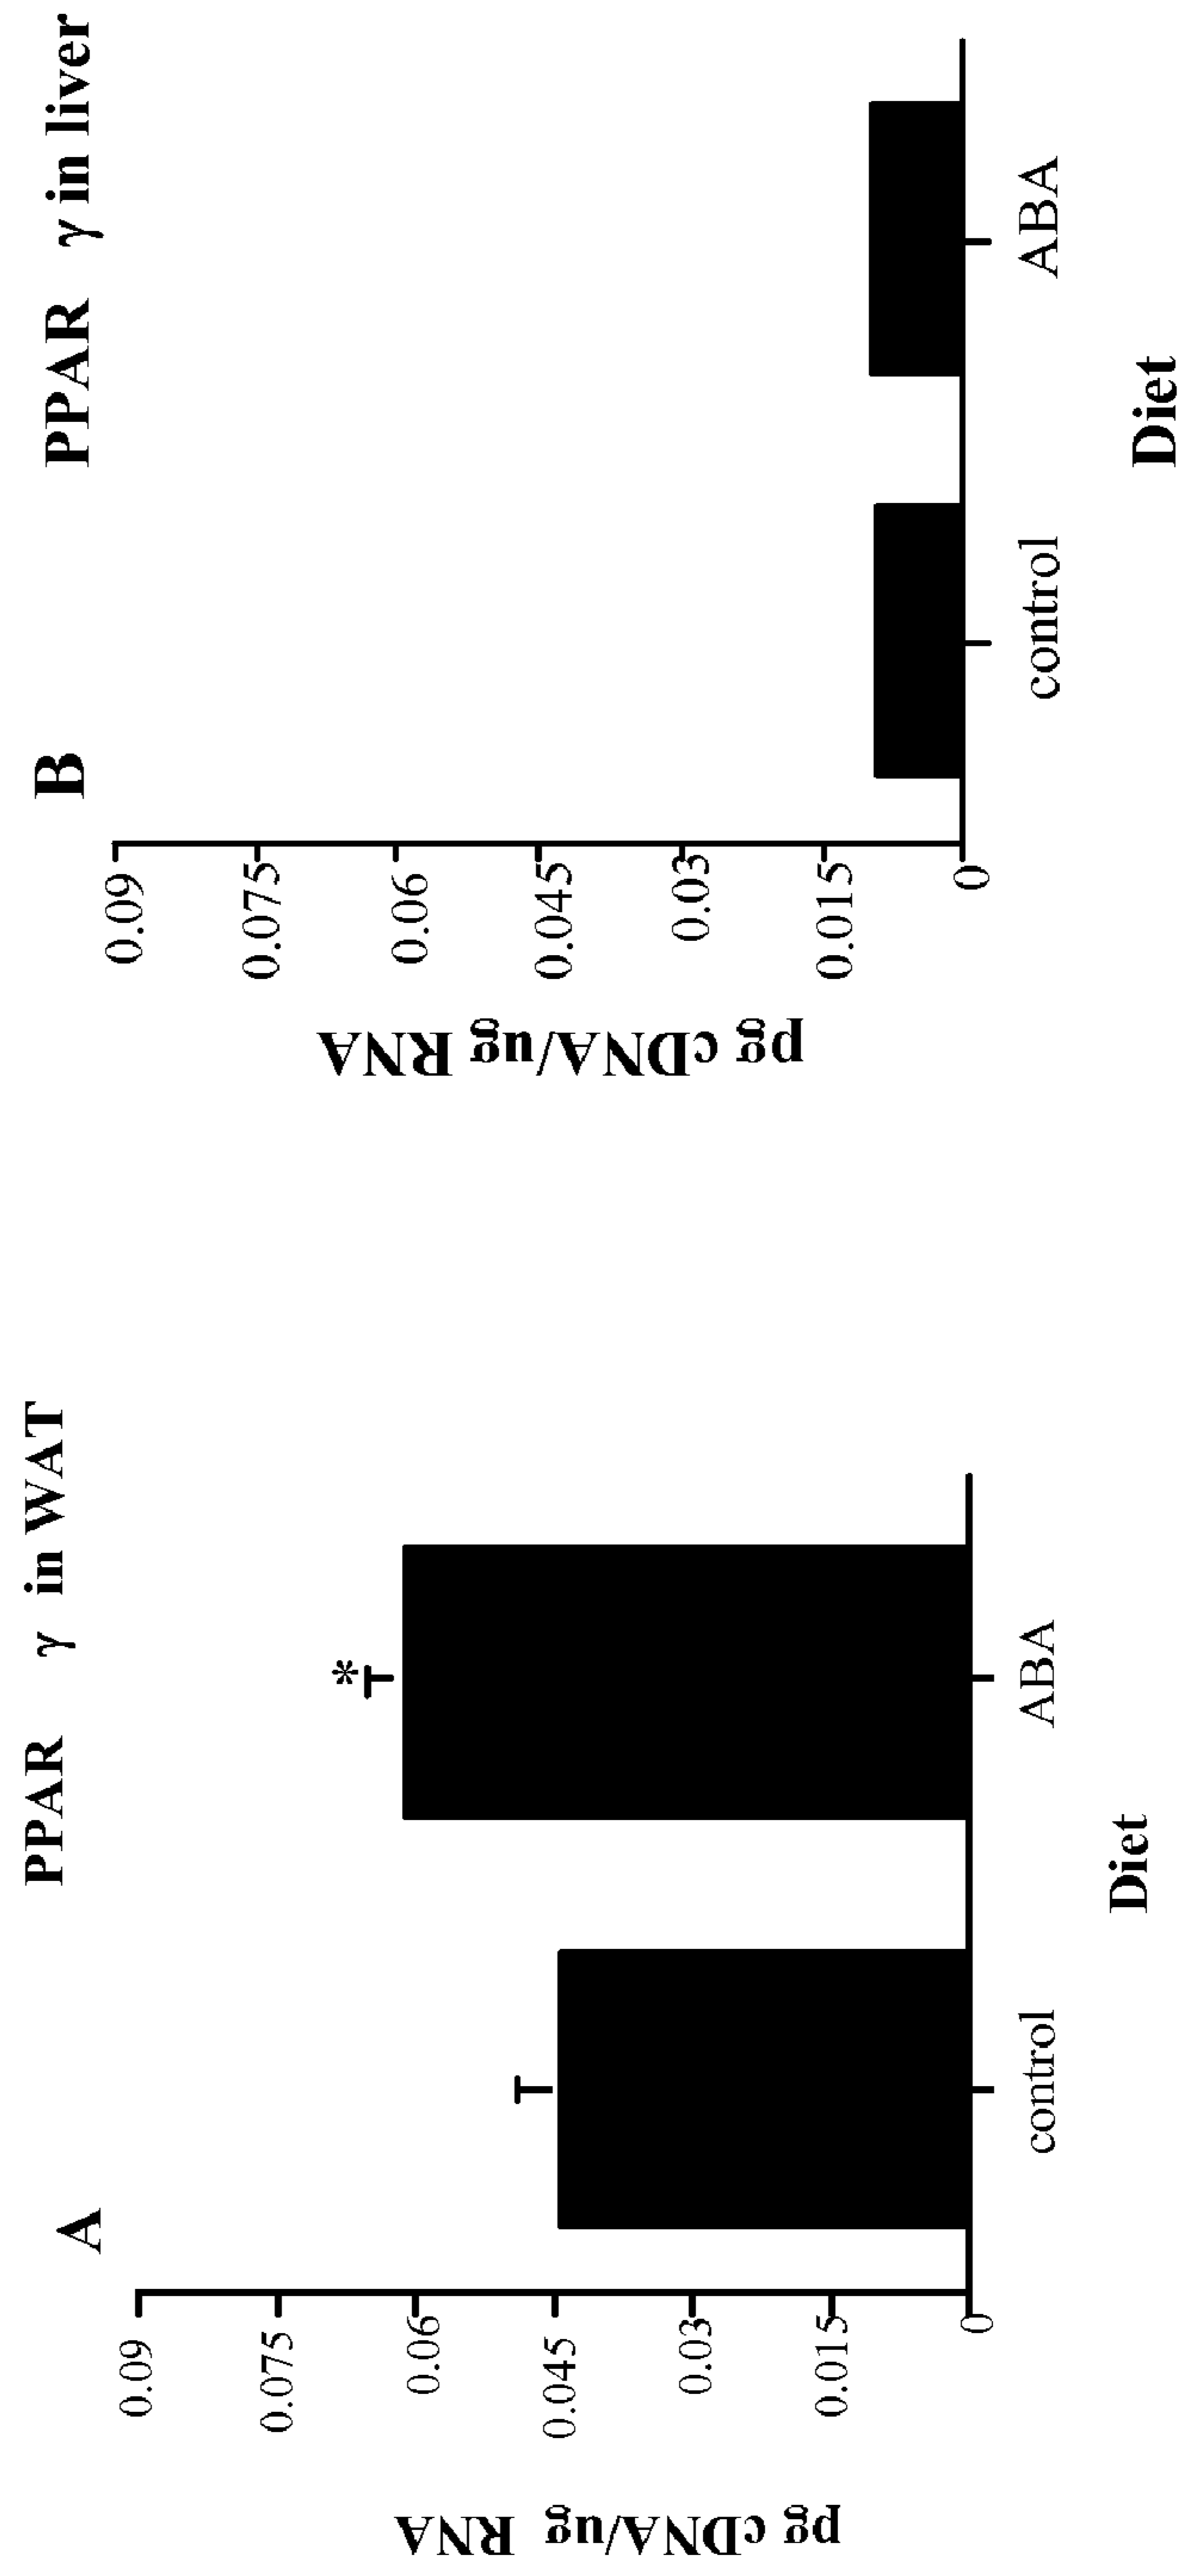 A
PPAR γ in WAT
pg cDNA/ug RNA
0.09
0.075
0.06
0.045
0.03
0.015
0
*
control
ABA
Diet
B
PPAR γ in liver
pg cDNA/ug RNA
0.09
0.075
0.06
0.045
0.03
0.015
0
control
ABA
Diet